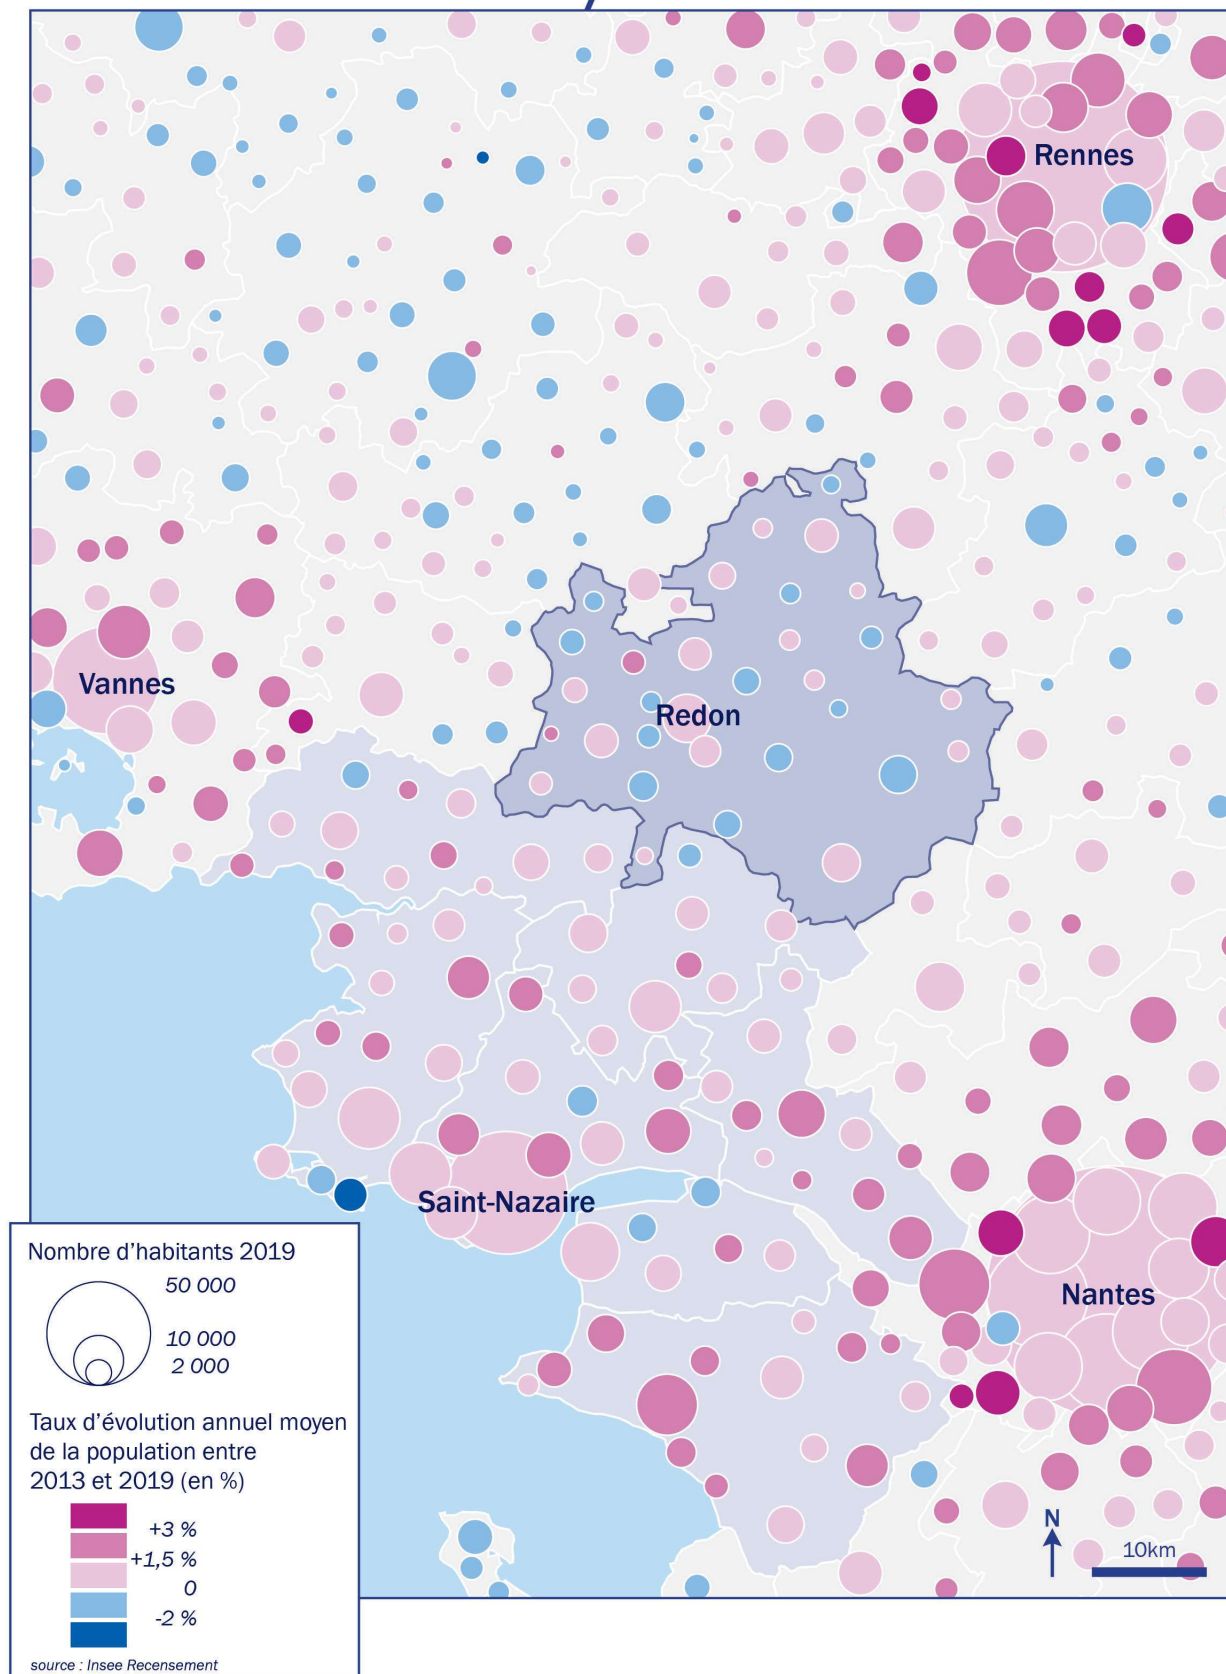 Rennes
Vannes
Redon
Saint-Nazaire
Nantes
Nombre d'habitants 2019
50 000
10 000
2 000
Taux d'évolution annuel moyen
de la population entre
2013 et 2019 (en %)
+3 %
+1,5 %
0
-2 %
source : Insee Recensement
N
10km